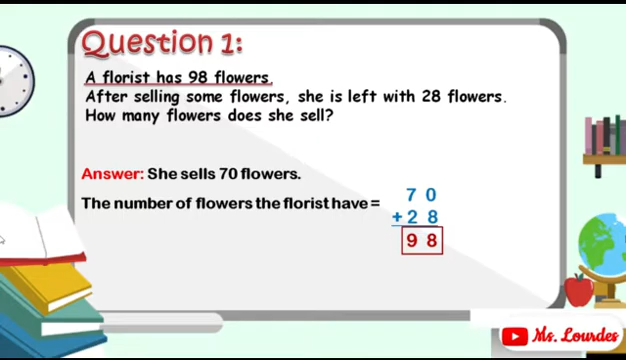 Question 1:
A florist has 98 flowers.
After selling some flowers, she is left with 28 flowers.
How many flowers does she sell?
Answer: She sells 70 flowers.
The number of flowers the florist have =
7 0
+ 2 8
9 8
Ms. Lourdes